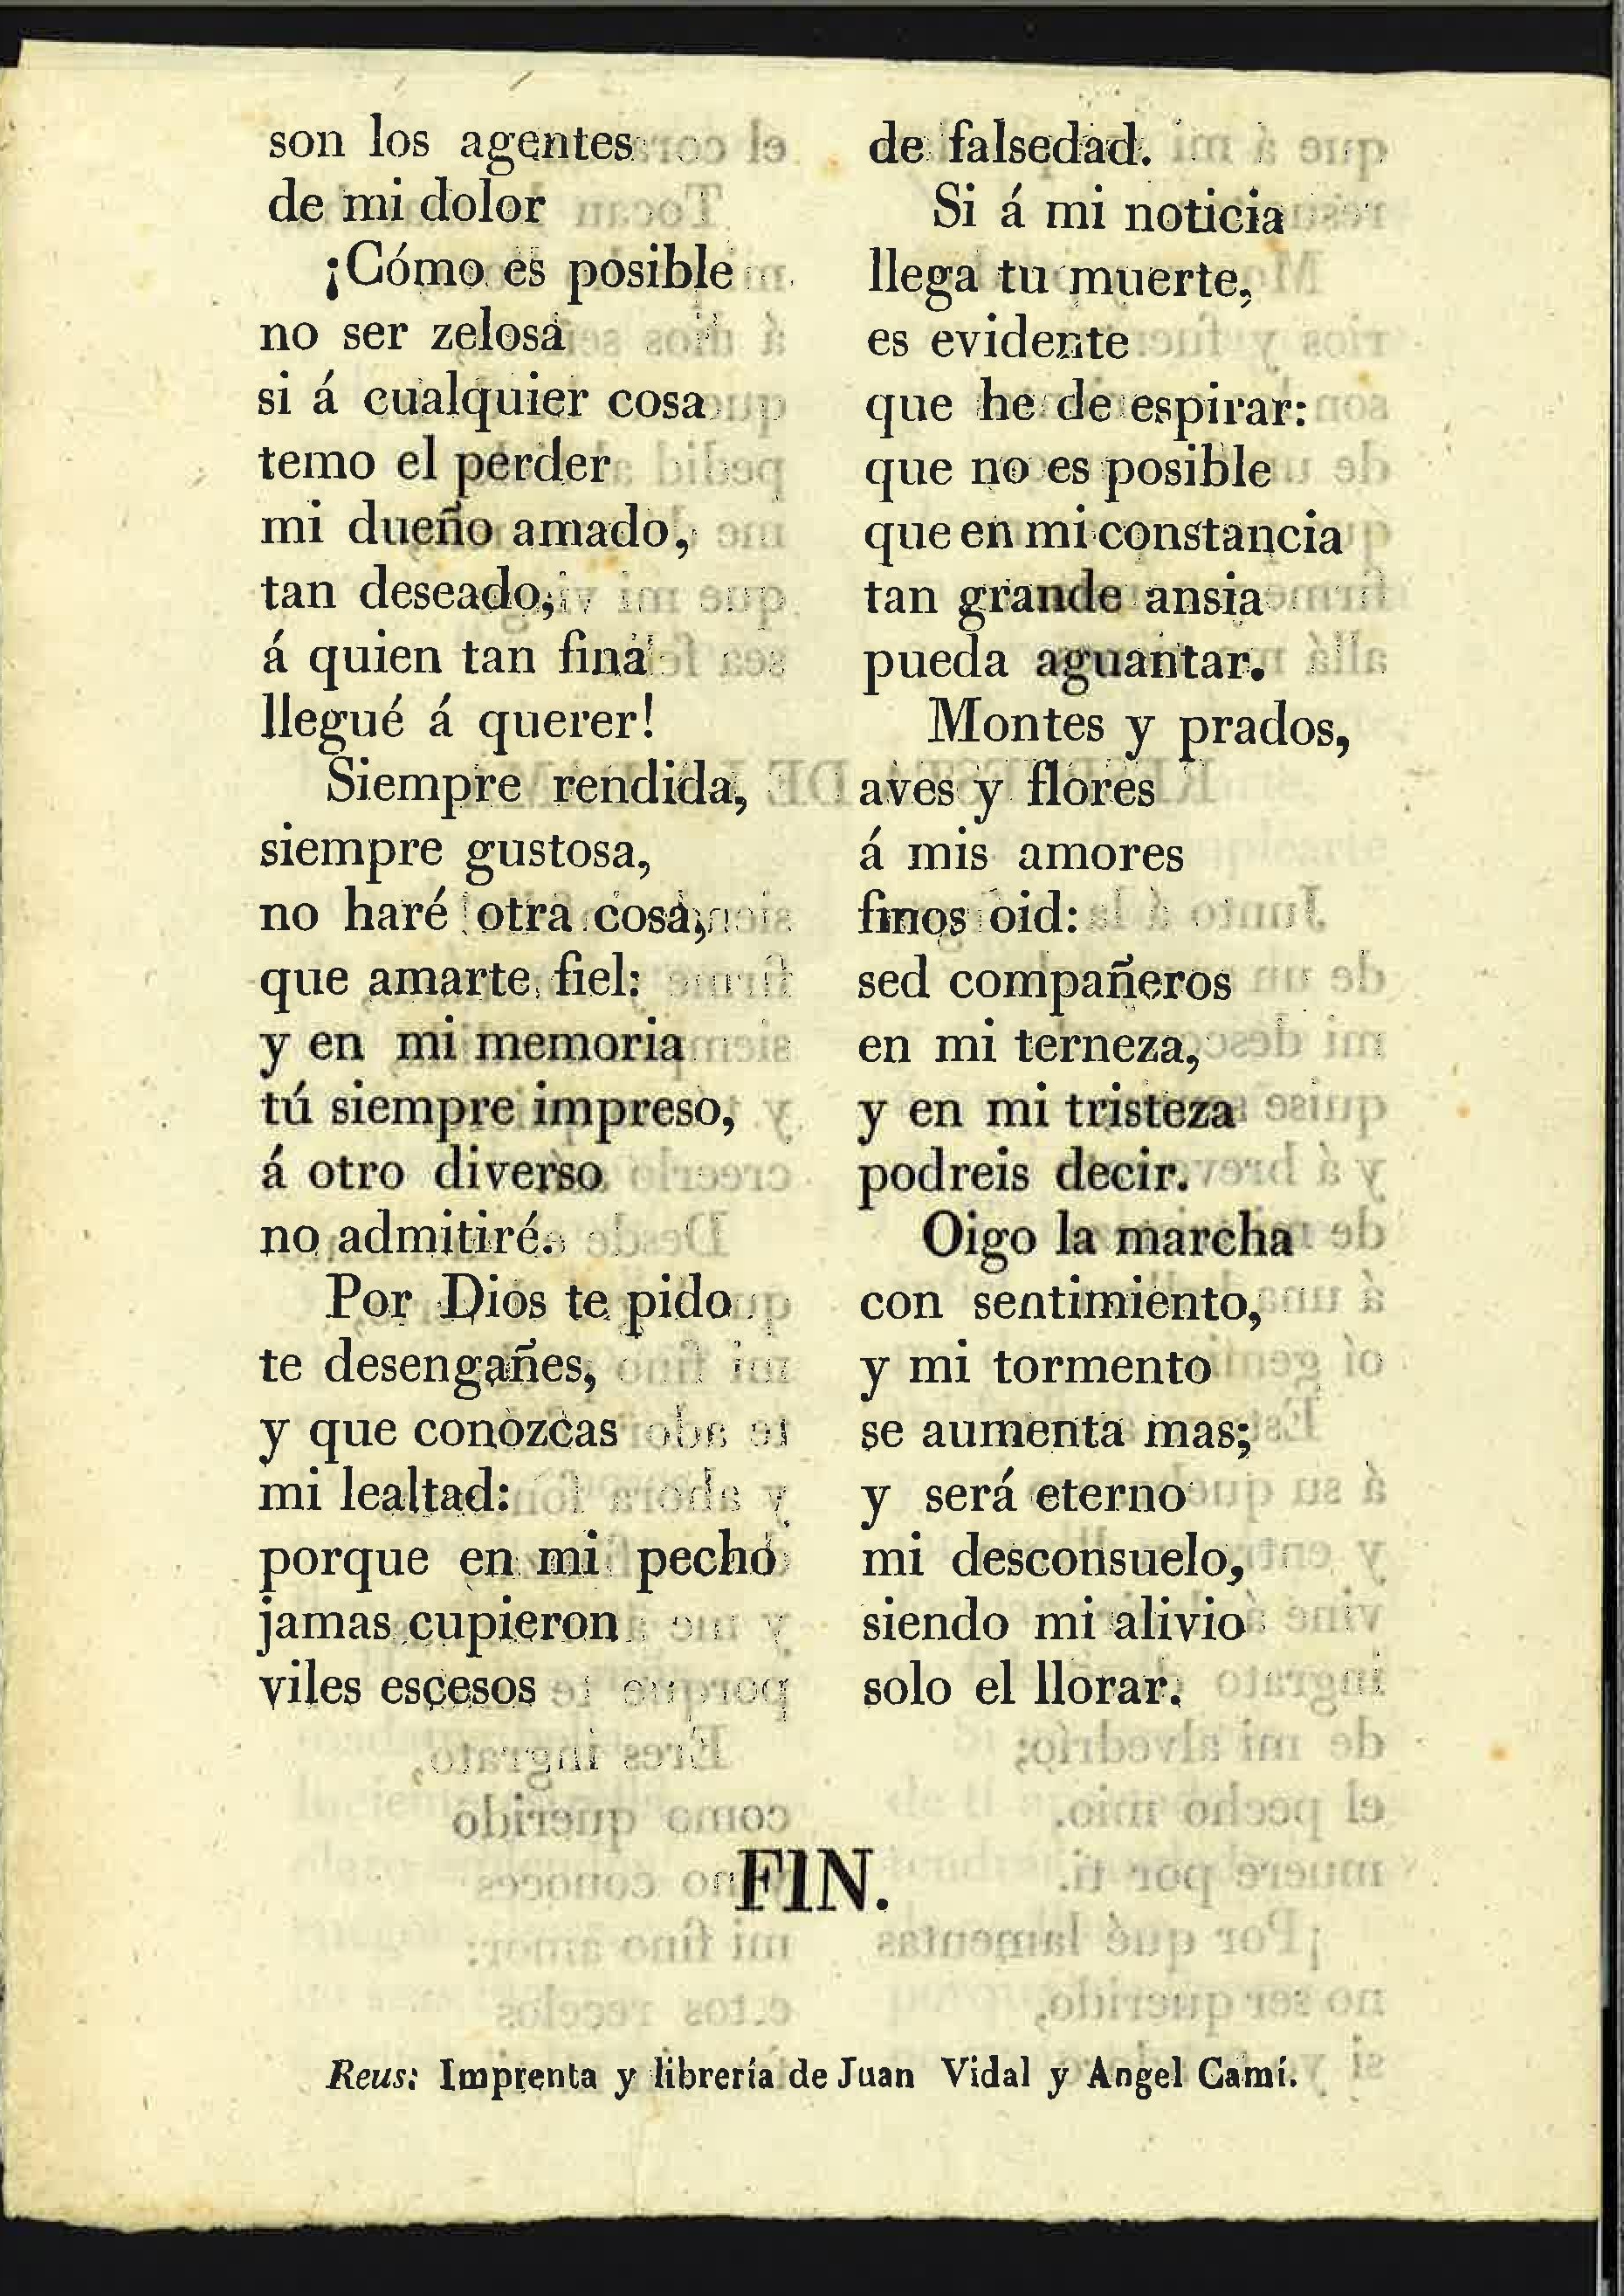 son los agentes
de mi dolor
¡Cómo es posible
no ser zelosa
si á cualquier cosa
temo el perder
mi dueño amado,
tan deseado,
á quien tan fina
llegué á querer!
Siempre rendida,
siempre gustosa,
no haré otra cosa,
que amarte fiel:
y en mi memoria
tú siempre impreso,
á otro diverso
no admitiré.
Por Dios te pido
te desengañes,
y que conozcas
mi lealtad:
porque en mi pecho
jamas cupieron
viles escesos
de falsedad.
Si á mi noticia
llega tu muerte,
es evidente
que he de espirar:
que no es posible
que en mi constancia
tan grande ansia
pueda aguantar.
Montes y prados,
aves y flores
á mis amores
finos oid:
sed compañeros
en mi terneza,
y en mi tristeza
podreis decir.
Oigo la marcha
con sentimiento,
y mi tormento
se aumenta mas;
y será eterno
mi desconsuelo,
siendo mi alivio
solo el llorar.
FIN.
Reus: Imprenta y librería de Juan Vidal y Angel Camí.